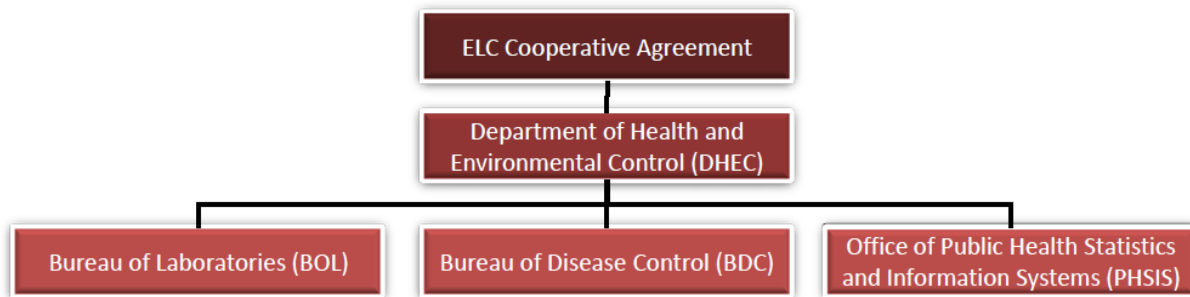 ELC Cooperative Agreement
Department of Health and
Environmental Control (DHEC)
Bureau of Laboratories (BOL)
Bureau of Disease Control (BDC)
Office of Public Health Statistics
and Information Systems (PHSIS)